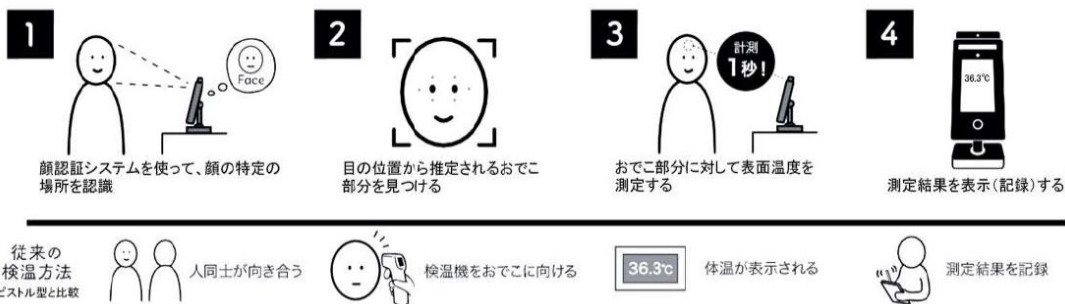 1
Face
顔認証システムを使って、顔の特定の
場所を認識
2
目の位置から推定されるおでこ
部分を見つける
3
計測
1秒!
おでこ部分に対して表面温度を
測定する
4
36.3℃
測定結果を表示(記録)する
従来の
検温方法
ピストル型と比較
人同士が向き合う
検温機をおでこに向ける
36.3℃
体温が表示される
測定結果を記録